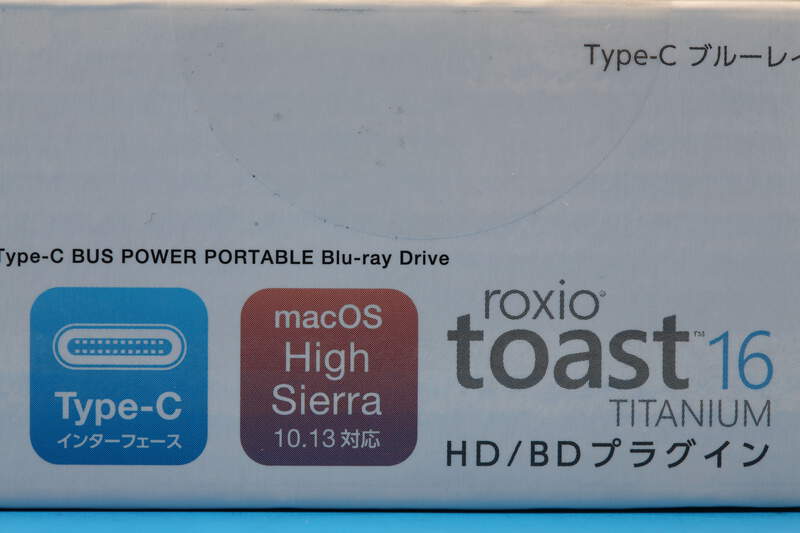 Type-C ブルーレイ
Type-C BUS POWER PORTABLE Blu-ray Drive
Type-C
インターフェース
macOS
High
Sierra
10.13 対応
roxio®
toast™ 16
TITANIUM
HD/BDプラグイン